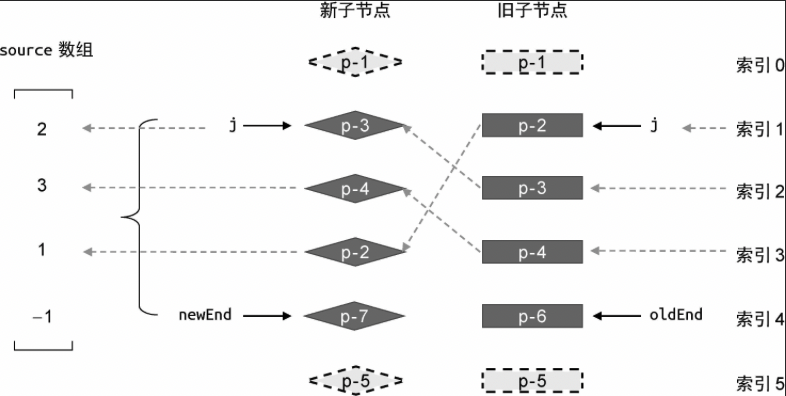 新子节点 旧子节点
source 数组
p-1 p-1 索引 0
2 j p-3 p-2 j 索引 1
3 p-4 p-3 索引 2
1 p-2 p-4 索引 3
−1 newEnd p-7 p-6 oldEnd 索引 4
p-5 p-5 索引 5